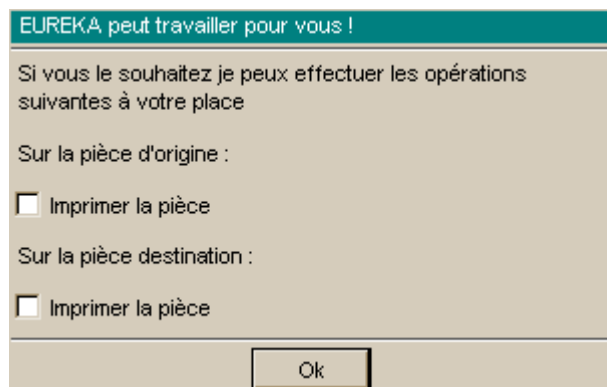 EUREKA peut travailler pour vous !
Si vous le souhaitez je peux effectuer les opérations
suivantes à votre place
Sur la pièce d'origine :
Imprimer la pièce
Sur la pièce destination :
Imprimer la pièce
Ok